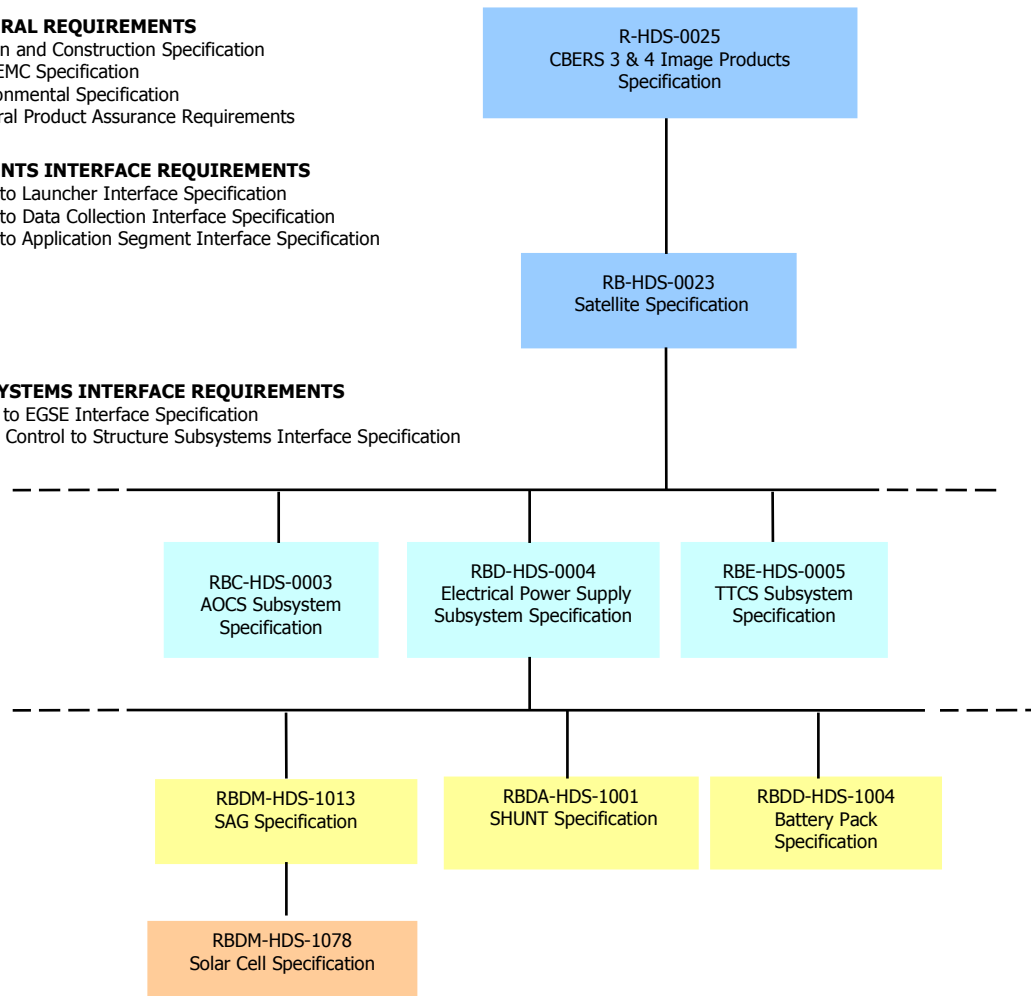 RAL REQUIREMENTS
n and Construction Specification
EMC Specification
onmental Specification
ral Product Assurance Requirements
R-HDS-0025
CBERS 3 & 4 Image Products
Specification
NTS INTERFACE REQUIREMENTS
to Launcher Interface Specification
to Data Collection Interface Specification
to Application Segment Interface Specification
RB-HDS-0023
Satellite Specification
YSTEMS INTERFACE REQUIREMENTS
to EGSE Interface Specification
Control to Structure Subsystems Interface Specification
RBC-HDS-0003
AOCS Subsystem
Specification
RBD-HDS-0004
Electrical Power Supply
Subsystem Specification
RBE-HDS-0005
TTCS Subsystem
Specification
RBDM-HDS-1013
SAG Specification
RBDA-HDS-1001
SHUNT Specification
RBDD-HDS-1004
Battery Pack
Specification
RBDM-HDS-1078
Solar Cell Specification